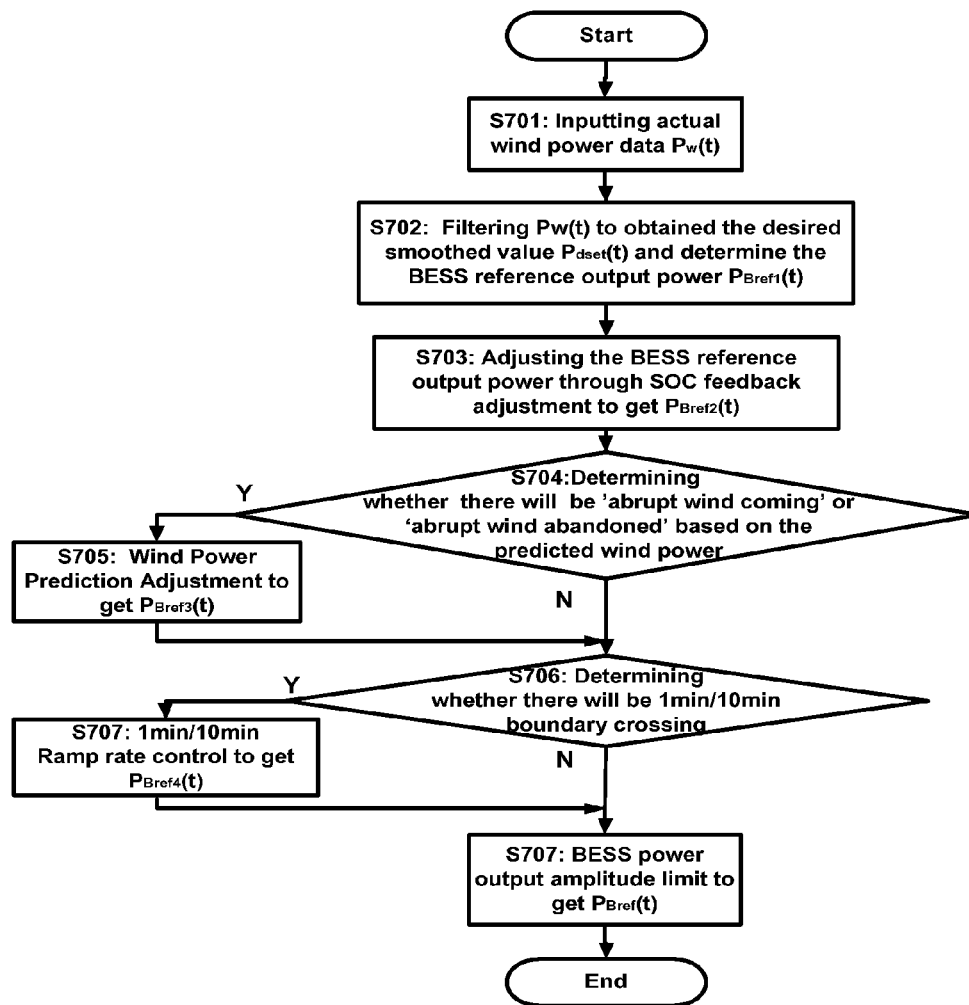 Start
S701: Inputting actual
wind power data Pw(t)
S702: Filtering Pw(t) to obtained the desired
smoothed value Pdset(t) and determine the
BESS reference output power PBref1(t)
S703: Adjusting the BESS reference
output power through SOC feedback
adjustment to get PBref2(t)
S704:Determining
whether there will be 'abrupt wind coming' or
‘abrupt wind abandoned’ based on the
predicted wind power
Y
S705: Wind Power
Prediction Adjustment to
get PBref3(t)
N
S706: Determining
whether there will be 1min/10min
boundary crossing
Y
S707: 1min/10min
Ramp rate control to get
PBref4(t)
N
S707: BESS power
output amplitude limit to
get PBref(t)
End